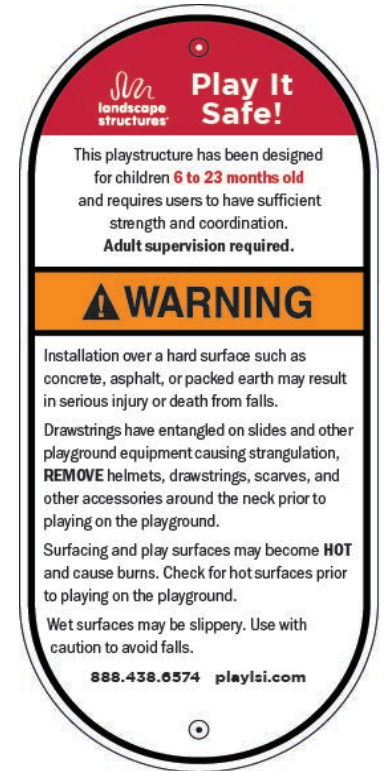 landscape
structures®
Play It
Safe!
This playstructure has been designed
for children 6 to 23 months old
and requires users to have sufficient
strength and coordination.
Adult supervision required.
WARNING
Installation over a hard surface such as
concrete, asphalt, or packed earth may result
in serious injury or death from falls.
Drawstrings have entangled on slides and other
playground equipment causing strangulation,
REMOVE helmets, drawstrings, scarves, and
other accessories around the neck prior to
playing on the playground.
Surfacing and play surfaces may become HOT
and cause burns. Check for hot surfaces prior
to playing on the playground.
Wet surfaces may be slippery. Use with
caution to avoid falls.
888.438.6574 playlsi.com